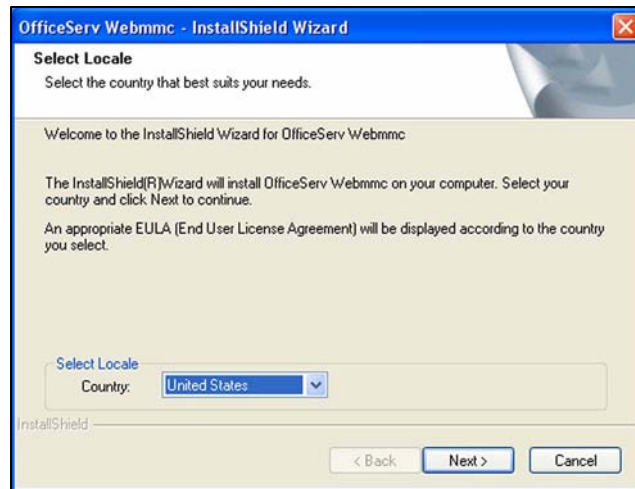 OfficeServ Webmmc - InstallShield Wizard
Select Locale
Select the country that best suits your needs.
Welcome to the InstallShield Wizard for OfficeServ Webmmc
The InstallShield(R)Wizard will install OfficeServ Webmmc on your computer. Select your
country and click Next to continue.
An appropriate EULA (End User License Agreement) will be displayed according to the country
you select.
Select Locale
Country: United States
InstallShield
< Back Next > Cancel